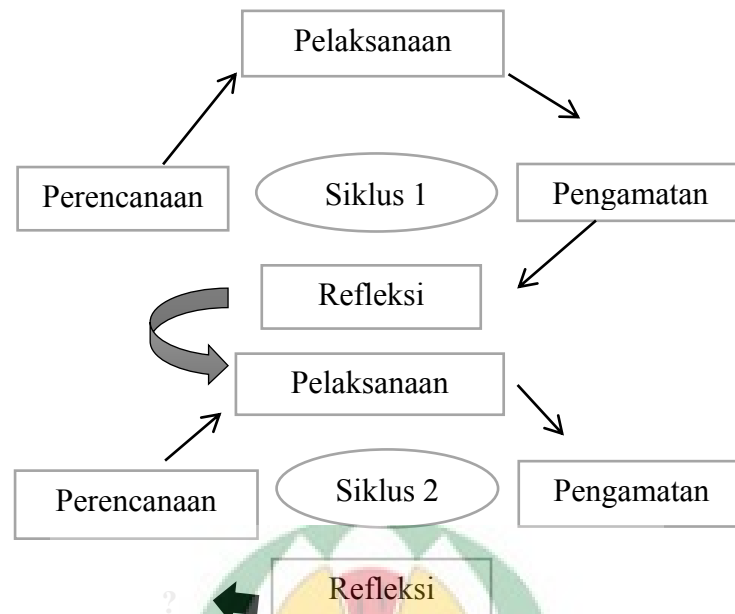 Pelaksanaan
Perencanaan
Siklus 1
Pengamatan
Refleksi
Pelaksanaan
Perencanaan
Siklus 2
Pengamatan
?
Refleksi